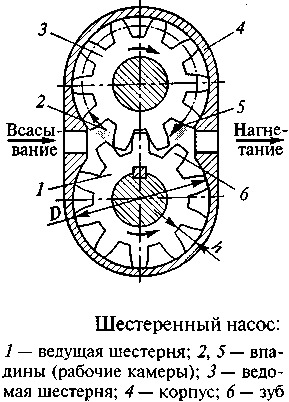 3
4
2
5
Всасы-
вание
Нагне-
тание
1
6
D
4
Шестеренный насос:
1 — ведущая шестерня; 2, 5 — впа-
дины (рабочие камеры); 3 — ведо-
мая шестерня; 4 — корпус; 6 — зуб